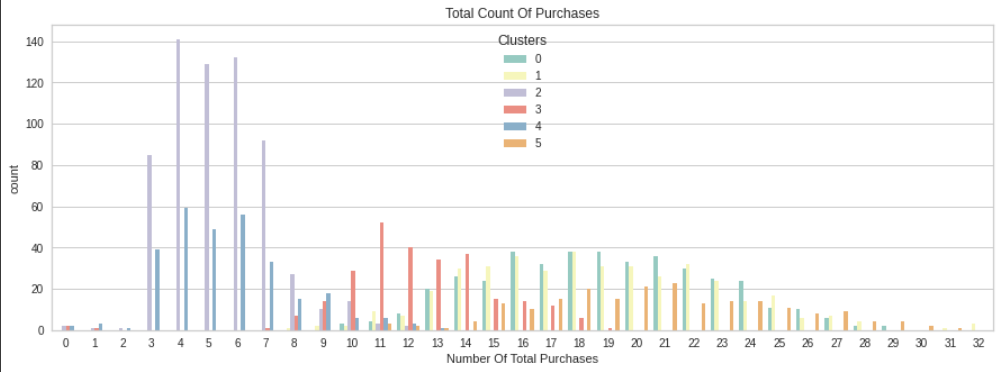 Total Count Of Purchases
Clusters
0
1
2
3
4
5
140
120
100
80
60
40
20
0
count
0 1 2 3 4 5 6 7 8 9 10 11 12 13 14 15 16 17 18 19 20 21 22 23 24 25 26 27 28 29 30 31 32
Number Of Total Purchases